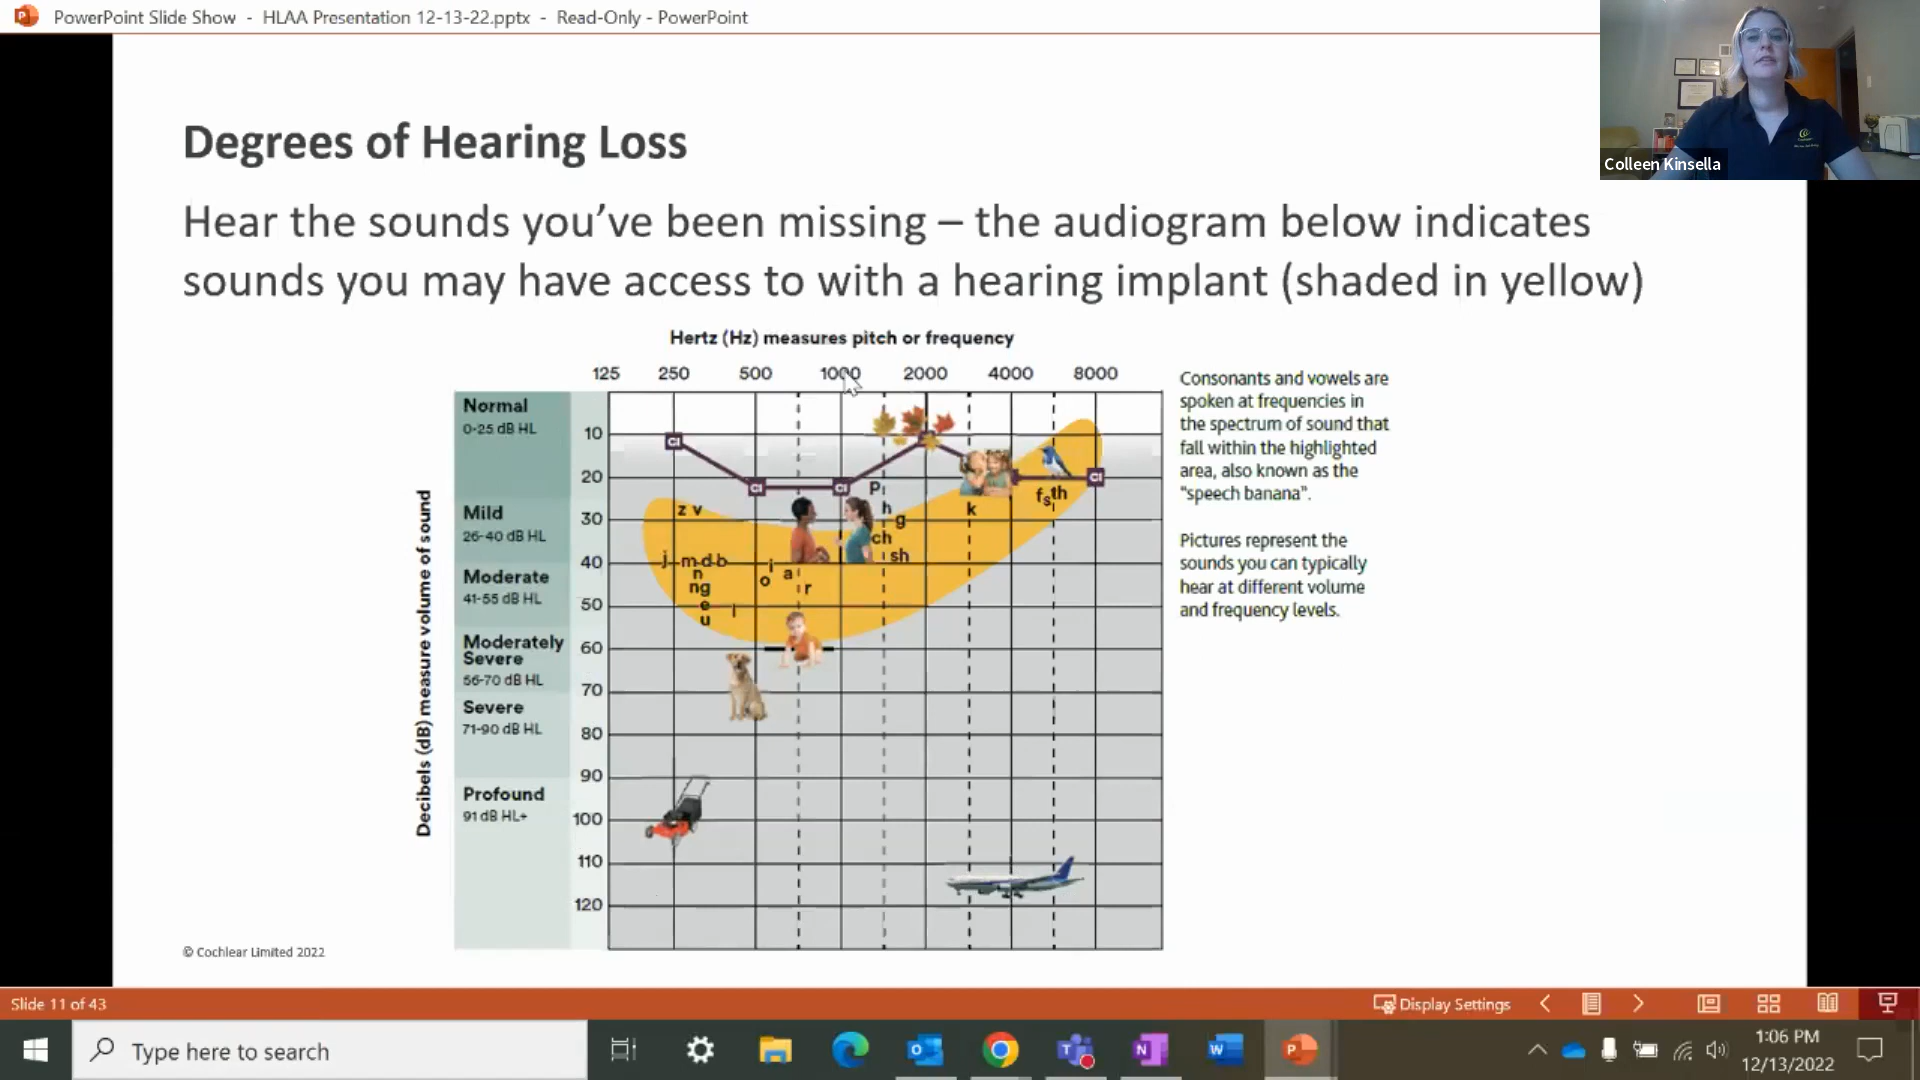 PowerPoint Slide Show - HLAA Presentation 12-13-22.pptx - Read-Only - PowerPoint
Colleen Kinsella
Degrees of Hearing Loss
Hear the sounds you’ve been missing – the audiogram below indicates
sounds you may have access to with a hearing implant (shaded in yellow)
Hertz (Hz) measures pitch or frequency
125 250 500 1000 2000 4000 8000
Decibels (dB) measure volume of sound
Normal
0-25 dB HL
Mild
26-40 dB HL
Moderate
41-55 dB HL
Moderately
Severe
56-70 dB HL
Severe
71-90 dB HL
Profound
91 dB HL+
10
20
30
40
50
60
70
80
90
100
110
120
CI CI CI CI
p
f s th
z v h k
g
ch
sh
j m d b i
n o a
ng r
e l
u
Consonants and vowels are
spoken at frequencies in
the spectrum of sound that
fall within the highlighted
area, also known as the
“speech banana”.
Pictures represent the
sounds you can typically
hear at different volume
and frequency levels.
© Cochlear Limited 2022
Slide 11 of 43
Display Settings
Type here to search
1:06 PM
12/13/2022